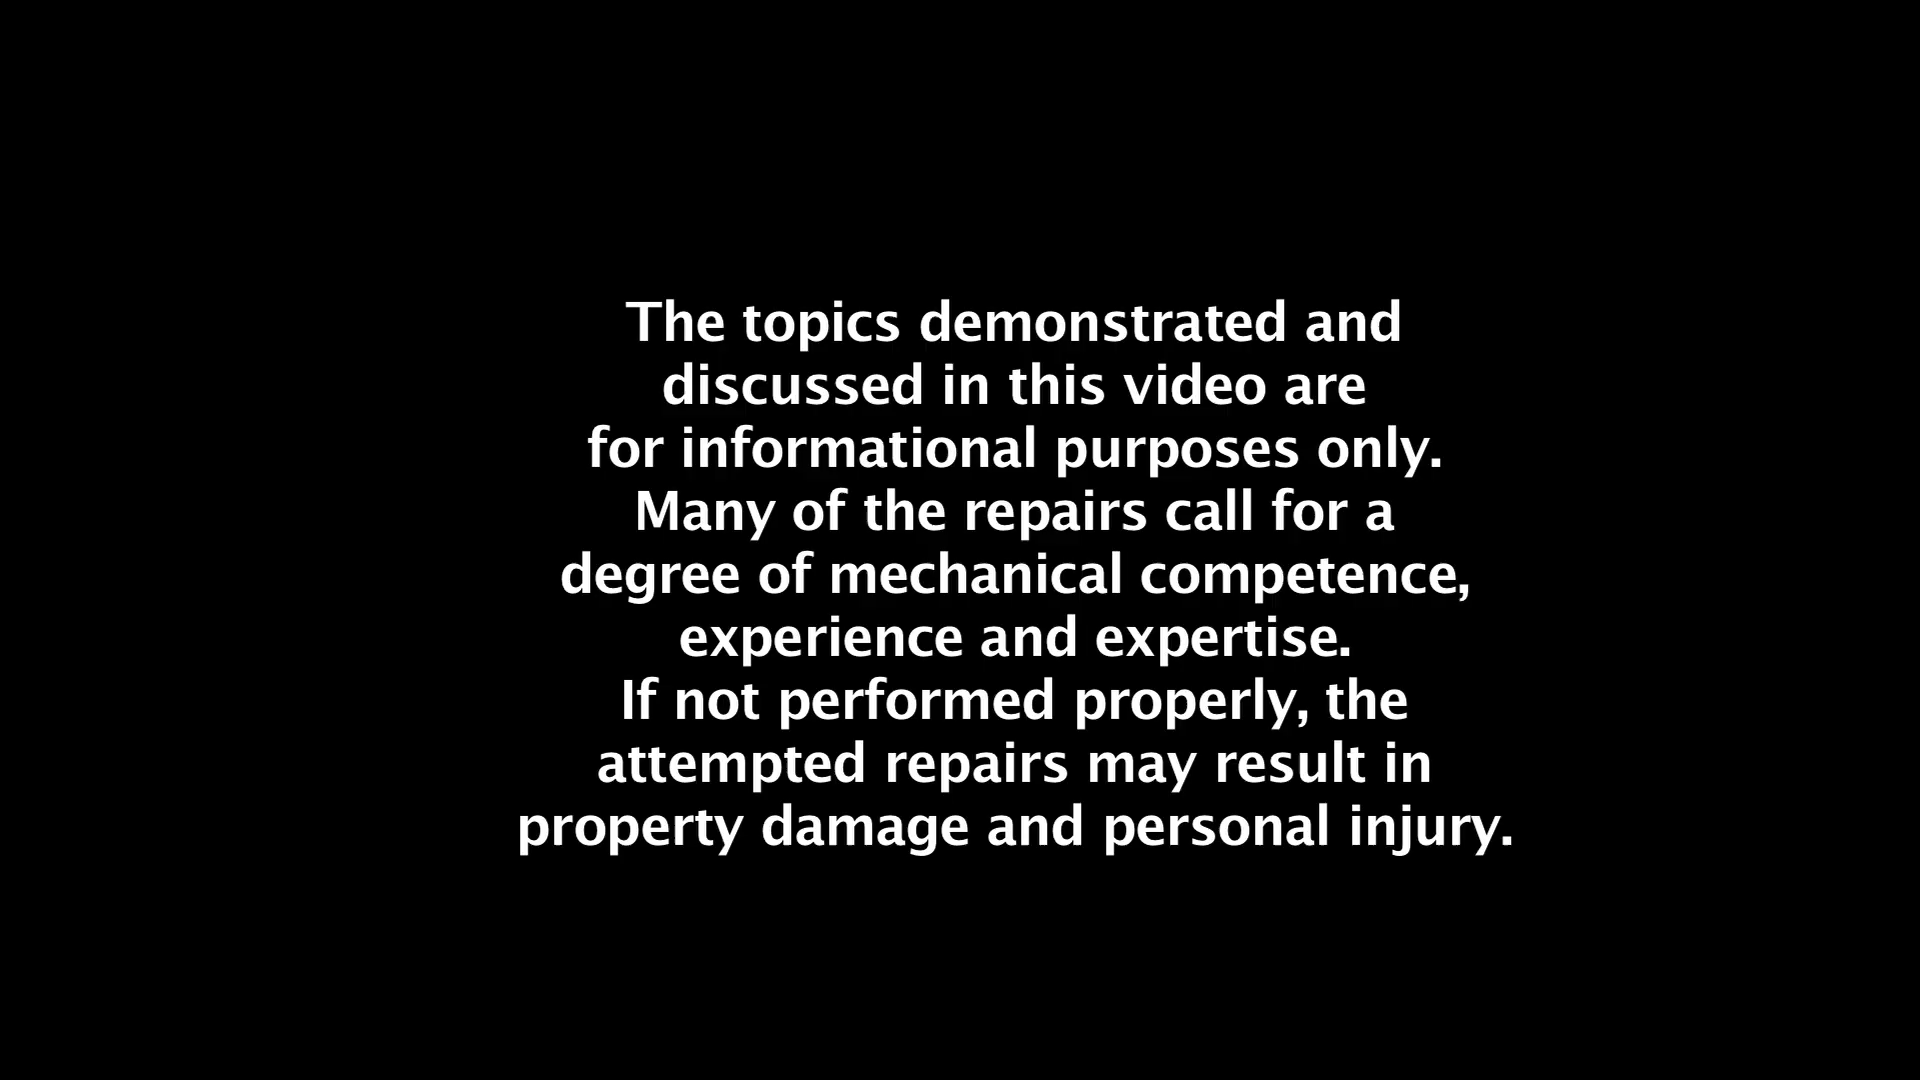 The topics demonstrated and
discussed in this video are
for informational purposes only.
Many of the repairs call for a
degree of mechanical competence,
experience and expertise.
If not performed properly, the
attempted repairs may result in
property damage and personal injury.